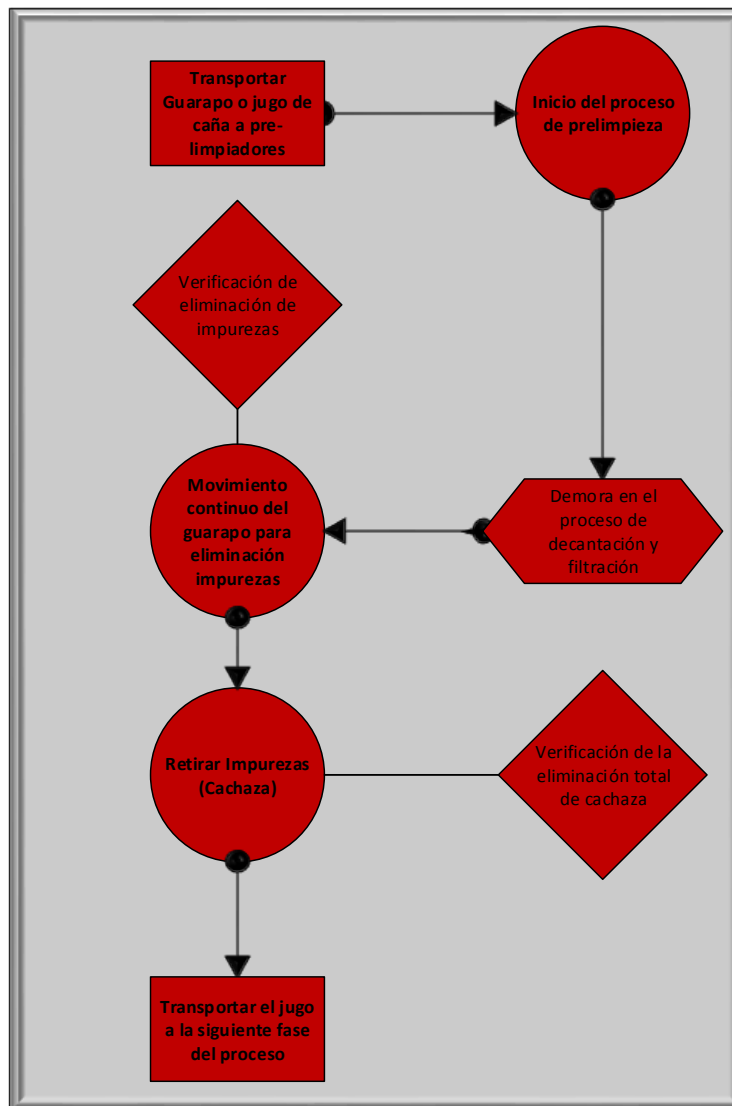 Transportar
Guarapo o jugo de
caña a pre-
limpiadores
Inicio del proceso
de prelimpieza
Verificación de
eliminación de
impurezas
Movimiento
continuo del
guarapo para
eliminación
impurezas
Demora en el
proceso de
decantación y
filtración
Retirar Impurezas
(Cachaza)
Verificación de la
eliminación total
de cachaza
Transportar el jugo
a la siguiente fase
del proceso